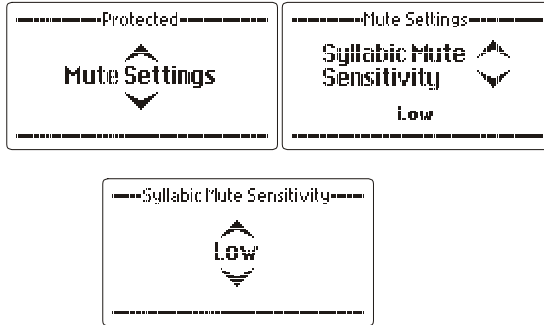 Protected
Mute Settings
Mute Settings
Syllabic Mute
Sensitivity
Low
Syllabic Mute Sensitivity
Low